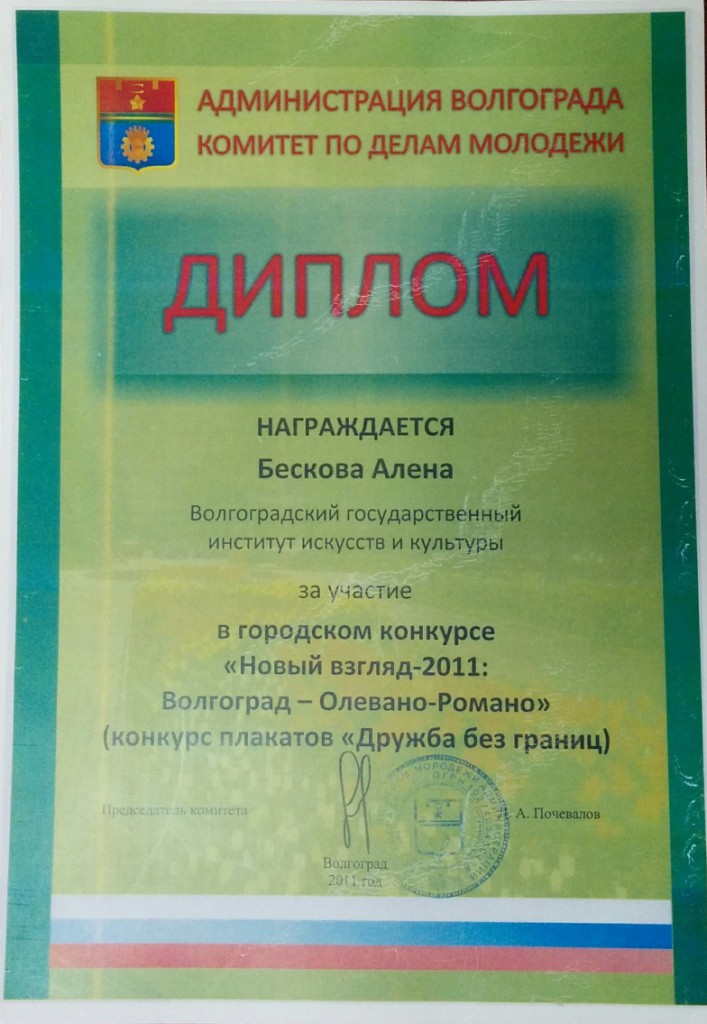 АДМИНИСТРАЦИЯ ВОЛГОГРАДА
КОМИТЕТ ПО ДЕЛАМ МОЛОДЕЖИ
ДИПЛОМ
НАГРАЖДАЕТСЯ
Бескова Алена
Волгоградский государственный
институт искусств и культуры
за участие
в городском конкурсе
«Новый взгляд-2011:
Волгоград – Олевано-Романо»
(конкурс плакатов «Дружба без границ)
Председатель комитета
А. Почевалов
Волгоград
2011 год